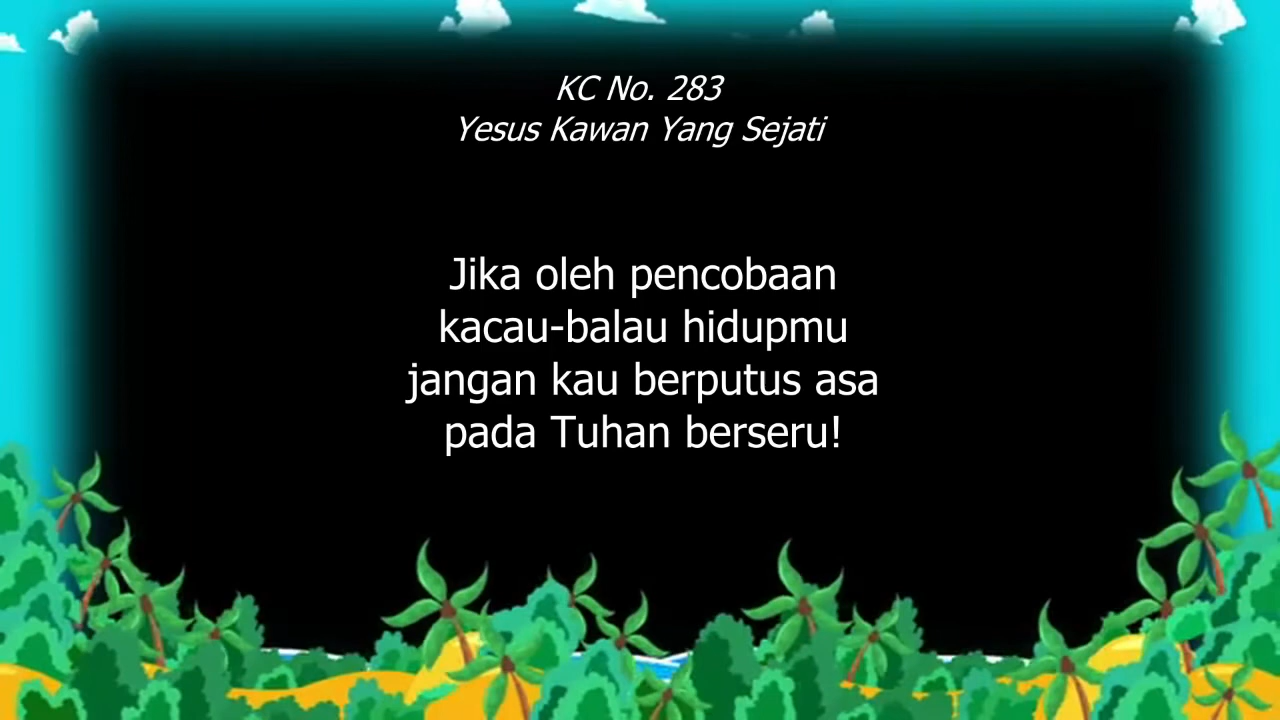 KC No. 283
Yesus Kawan Yang Sejati
Jika oleh pencobaan
kacau-balau hidupmu
jangan kau berputus asa
pada Tuhan berseru!